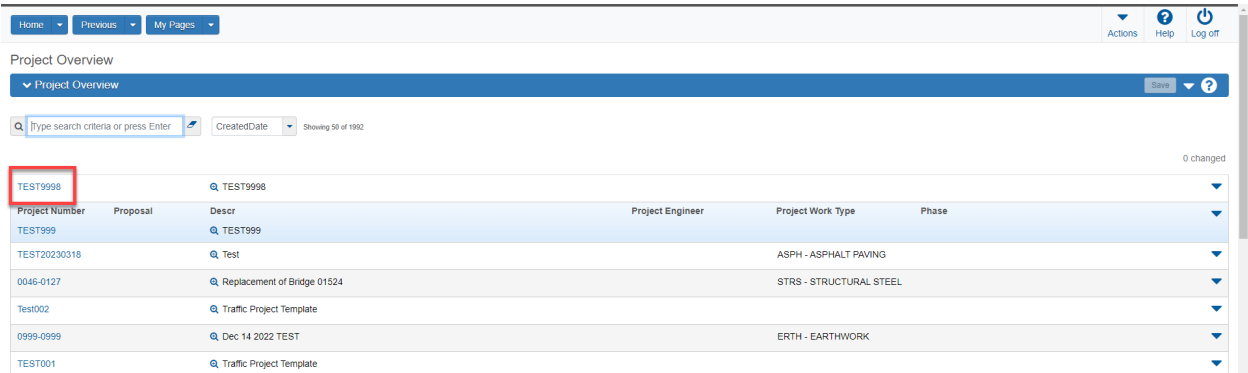 Home Previous My Pages Actions Help Log off
Project Overview
Project Overview Save
Type search criteria or press Enter CreatedDate Showing 50 of 1992
0 changed
TEST9998 TEST9998
Project Number Proposal Descr Project Engineer Project Work Type Phase
TEST999 TEST999
TEST20230318 Test ASPH - ASPHALT PAVING
0046-0127 Replacement of Bridge 01524 STRS - STRUCTURAL STEEL
Test002 Traffic Project Template
0999-0999 Dec 14 2022 TEST ERTH - EARTHWORK
TEST001 Traffic Project Template